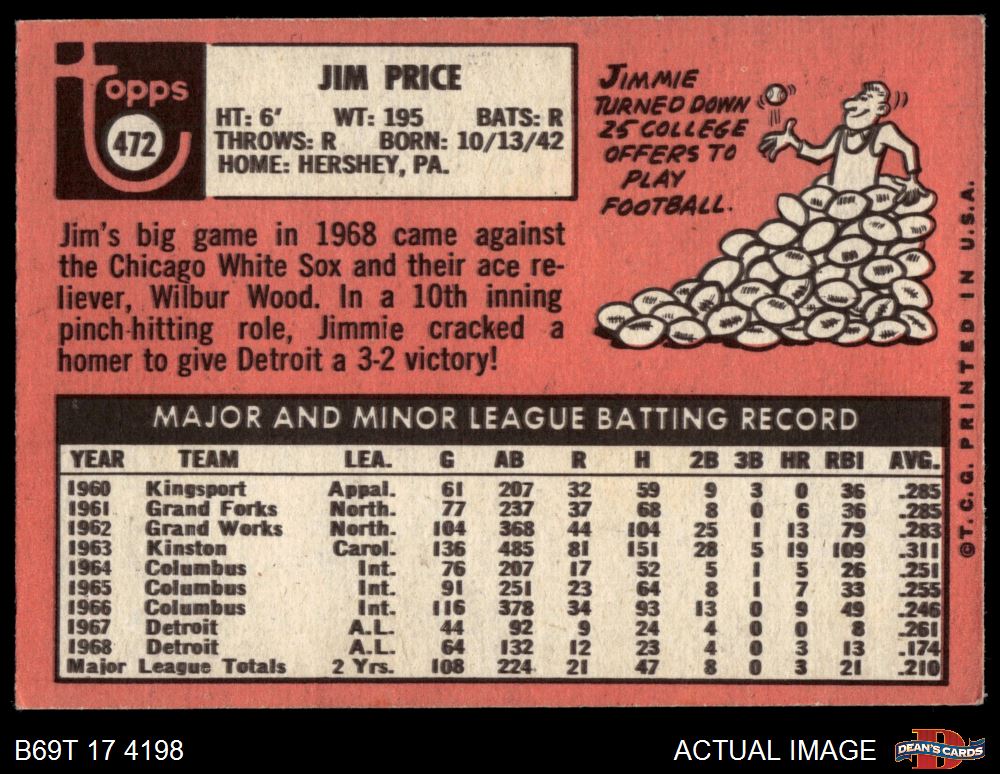 topps
472
JIM PRICE
HT: 6' WT: 195 BATS: R
THROWS: R BORN: 10/13/42
HOME: HERSHEY, PA.
JIMMIE
TURNED DOWN
25 COLLEGE
OFFERS TO
PLAY
FOOTBALL.
Jim's big game in 1968 came against
the Chicago White Sox and their ace re-
liever, Wilbur Wood. In a 10th inning
pinch-hitting role, Jimmie cracked a
homer to give Detroit a 3-2 victory!
MAJOR AND MINOR LEAGUE BATTING RECORD
YEAR TEAM LEA. G AB R H 2B 3B HR RBI AVG.
1960 Kingsport Appal. 61 207 32 59 9 3 0 36 .285
1961 Grand Forks North. 77 237 37 68 8 0 6 36 .285
1962 Grand Works North. 104 368 44 104 25 1 13 79 .283
1963 Kinston Carol. 136 485 81 151 28 5 19 109 .311
1964 Columbus Int. 76 207 17 52 5 1 5 26 .251
1965 Columbus Int. 91 251 23 64 8 1 7 33 .255
1966 Columbus Int. 116 378 34 93 13 0 9 49 .246
1967 Detroit A.L. 44 92 9 24 4 0 0 8 .261
1968 Detroit A.L. 64 132 12 23 4 0 3 13 .174
Major League Totals 2 Yrs. 108 224 21 47 8 0 3 21 .210
©T.C.G. PRINTED IN U.S.A.
B69T 17 4198
ACTUAL IMAGE
D
DEAN'S CARDS